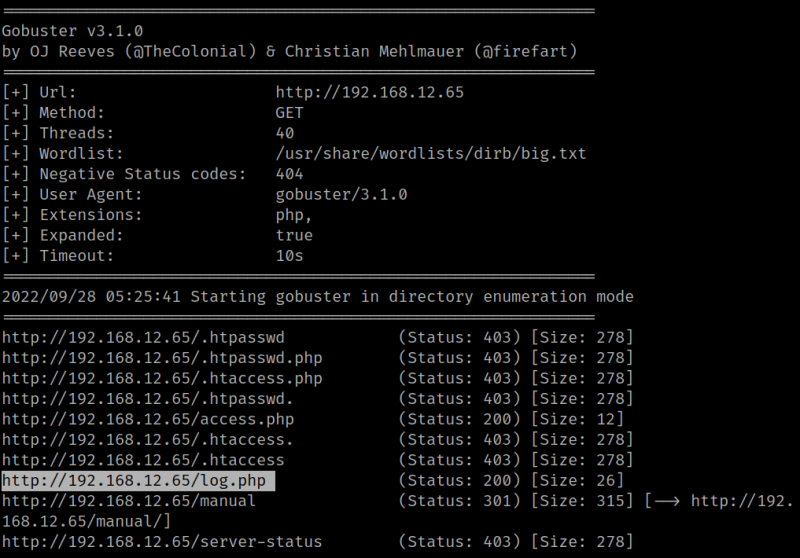 ===============================================================
Gobuster v3.1.0
by OJ Reeves (@TheColonial) & Christian Mehlmauer (@firefart)
===============================================================
[+] Url:                     http://192.168.12.65
[+] Method:                  GET
[+] Threads:                 40
[+] Wordlist:                /usr/share/wordlists/dirb/big.txt
[+] Negative Status codes:   404
[+] User Agent:              gobuster/3.1.0
[+] Extensions:              php,
[+] Expanded:                true
[+] Timeout:                 10s
===============================================================
2022/09/28 05:25:41 Starting gobuster in directory enumeration mode
===============================================================
http://192.168.12.65/.htpasswd            (Status: 403) [Size: 278]
http://192.168.12.65/.htpasswd.php        (Status: 403) [Size: 278]
http://192.168.12.65/.htaccess.php        (Status: 403) [Size: 278]
http://192.168.12.65/.htpasswd.           (Status: 403) [Size: 278]
http://192.168.12.65/access.php           (Status: 200) [Size: 12]
http://192.168.12.65/.htaccess.           (Status: 403) [Size: 278]
http://192.168.12.65/.htaccess            (Status: 403) [Size: 278]
http://192.168.12.65/log.php              (Status: 200) [Size: 26]
http://192.168.12.65/manual               (Status: 301) [Size: 315] [--> http://192.
168.12.65/manual/]
http://192.168.12.65/server-status        (Status: 403) [Size: 278]